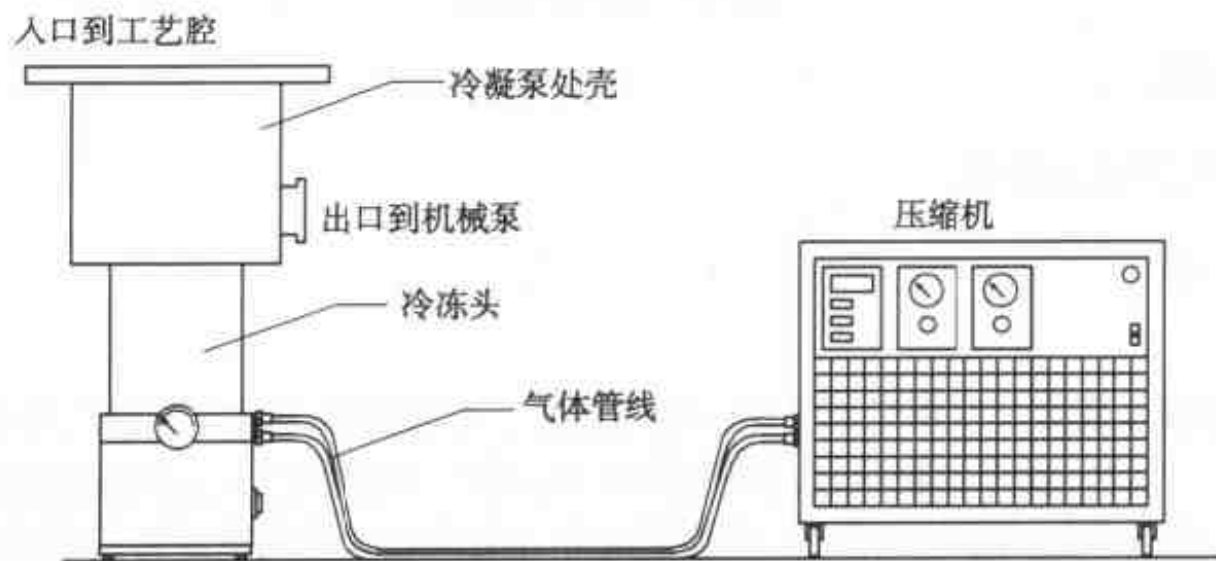 入口到工艺腔
冷凝泵处壳
出口到机械泵
压缩机
冷冻头
气体管线